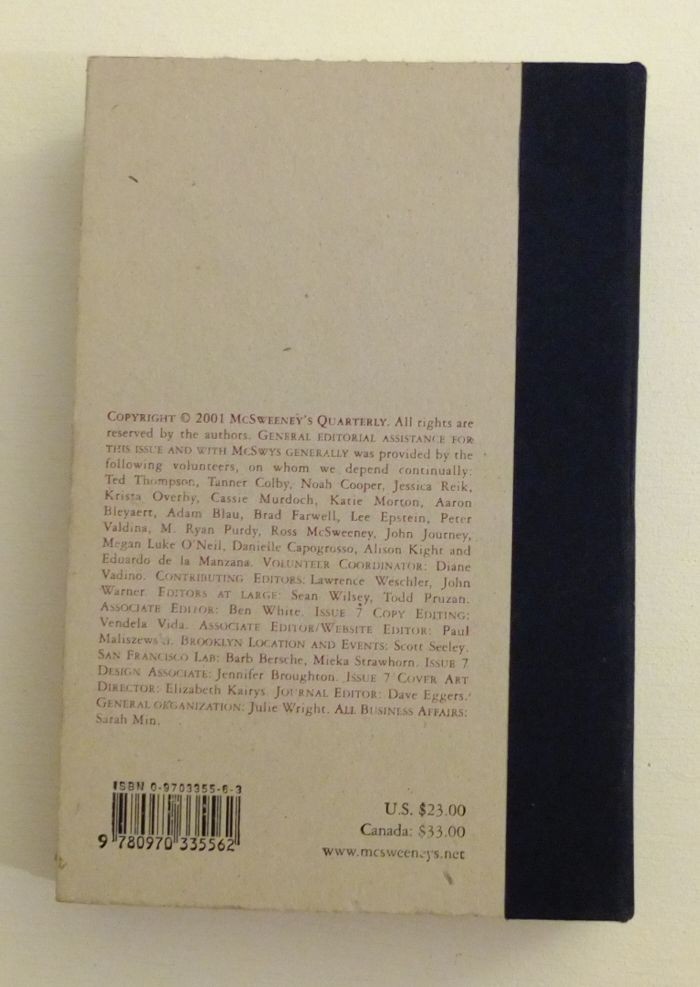 COPYRIGHT © 2001 MCSWEENEY'S QUARTERLY. All rights are
reserved by the authors. GENERAL EDITORIAL ASSISTANCE FOR
THIS ISSUE AND WITH MCSWYS GENERALLY was provided by the
following volunteers, on whom we depend continually:
Ted Thompson, Tanner Colby, Noah Cooper, Jessica Reik,
Krista Overby, Cassie Murdoch, Katie Morton, Aaron
Bleyaert, Adam Blau, Brad Farwell, Lee Epstein, Peter
Valdina, M. Ryan Purdy, Ross McSweeney, John Journey,
Megan Luke O'Neil, Danielle Capogrosso, Alison Kight and
Eduardo de la Manzana. VOLUNTEER COORDINATOR: Diane
Vadino. CONTRIBUTING EDITORS: Lawrence Weschler, John
Warner. EDITORS AT LARGE: Sean Wilsey, Todd Pruzan.
ASSOCIATE EDITOR: Ben White. ISSUE 7 COPY EDITING:
Vendela Vida. ASSOCIATE EDITOR/WEBSITE EDITOR: Paul
Maliszewski. BROOKLYN LOCATION AND EVENTS: Scott Seeley.
SAN FRANCISCO LAB: Barb Bersche, Mieka Strawhorn. ISSUE 7
DESIGN ASSOCIATE: Jennifer Broughton. ISSUE 7 COVER ART
DIRECTOR: Elizabeth Kairys. JOURNAL EDITOR: Dave Eggers.
GENERAL ORGANIZATION: Julie Wright. ALL BUSINESS AFFAIRS:
Sarah Min.
ISBN 0-9703355-6-3
9 780970 335562
U.S. $23.00
Canada: $33.00
www.mcsweeneys.net